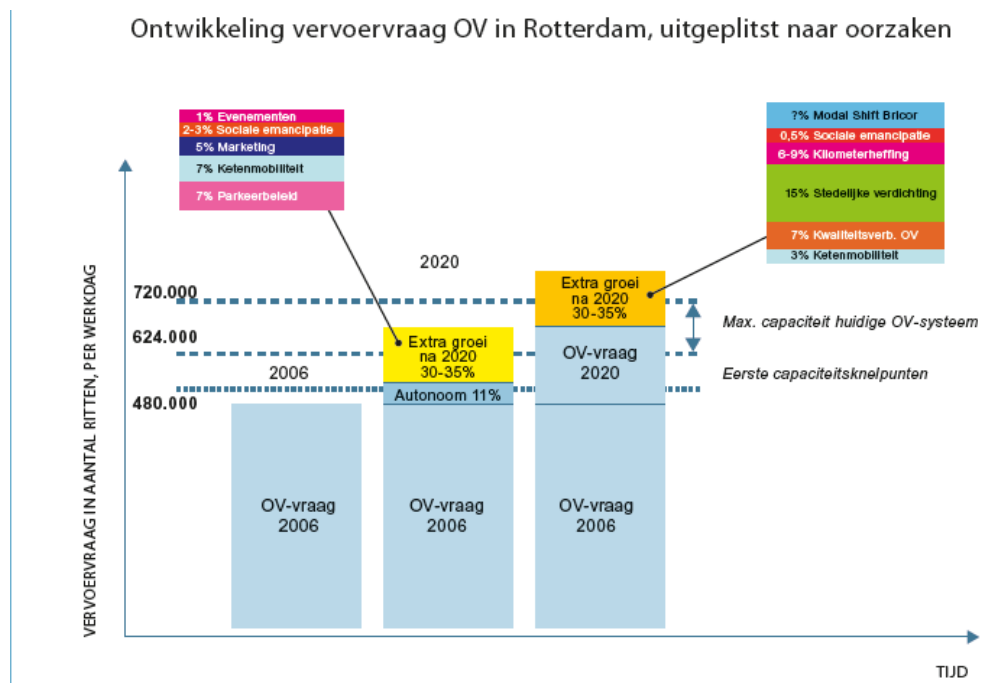 Ontwikkeling vervoervraag OV in Rotterdam, uitgeplitst naar oorzaken
1% Evenementen
2-3% Sociale emancipatie
5% Marketing
7% Ketenmobiliteit
7% Parkeerbeleid
?% Modal Shift Bricor
0,5% Sociale emancipatie
6-9% Kilometerheffing
15% Stedelijke verdichting
7% Kwaliteitsverb. OV
3% Ketenmobiliteit
VERVOERVRAAG IN AANTAL RITTEN, PER WERKDAG
720.000
624.000
480.000
2006
OV-vraag
2006
2020
Extra groei
na 2020
30-35%
Autonoom 11%
OV-vraag
2006
Extra groei
na 2020
30-35%
OV-vraag
2020
OV-vraag
2006
Max. capaciteit huidige OV-systeem
Eerste capaciteitsknelpunten
TIJD